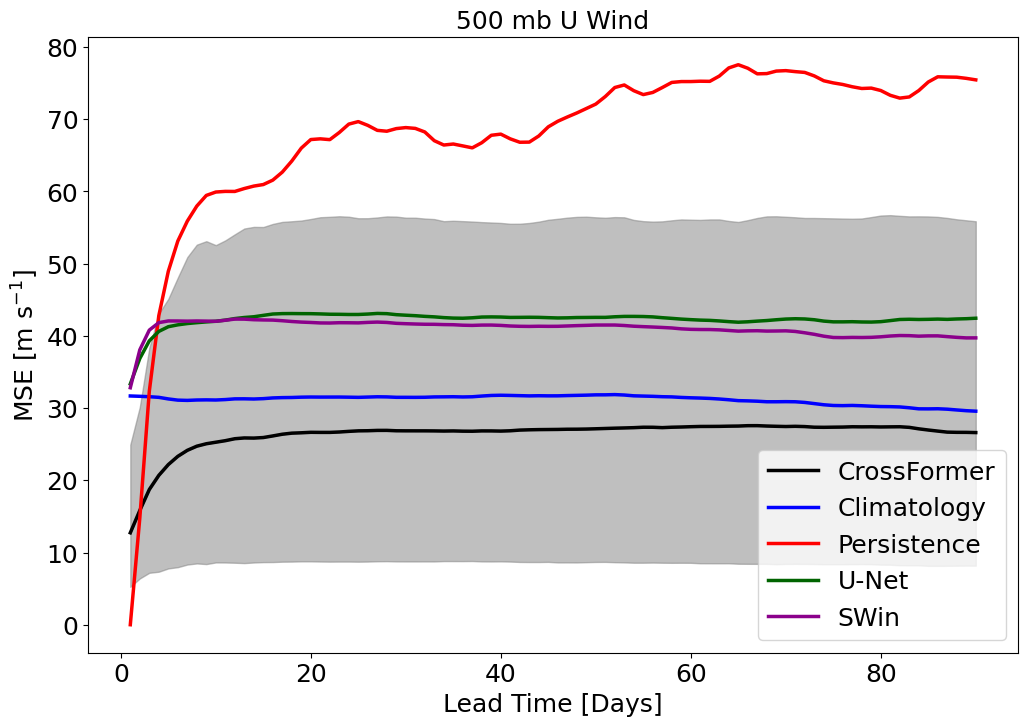 500 mb U Wind
MSE [m s⁻¹]
80
70
60
50
40
30
20
10
0
0 20 40 60 80
Lead Time [Days]
CrossFormer
Climatology
Persistence
U-Net
SWin